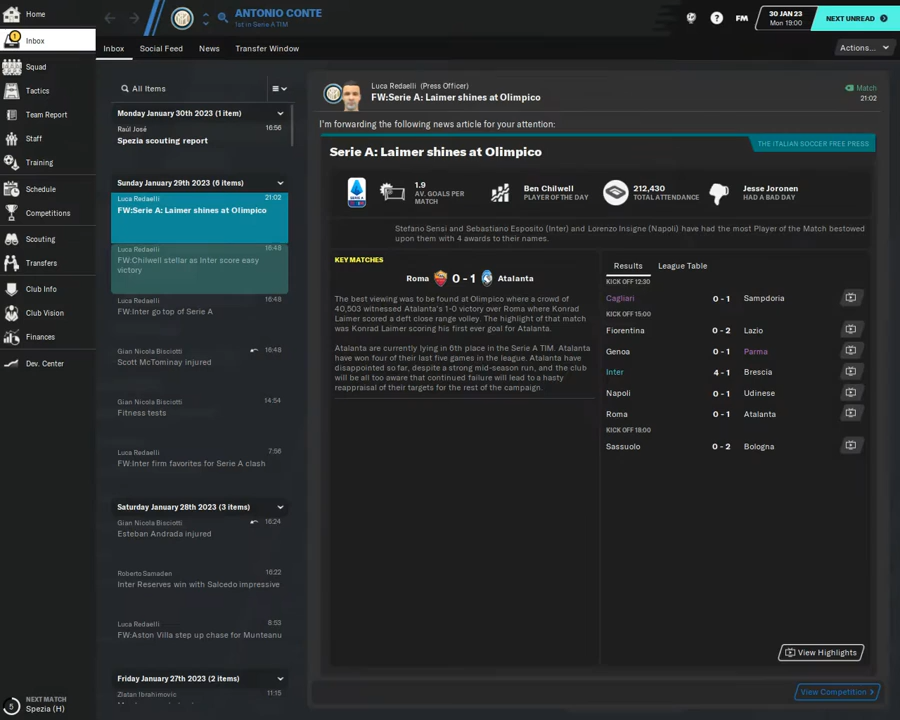 Home
Inbox
Squad
Tactics
Team Report
Staff
Training
Schedule
Competitions
Scouting
Transfers
Club Info
Club Vision
Finances
Dev. Center
5
NEXT MATCH
Spezia (H)
ANTONIO CONTE
1st in Serie A TIM
FM
30 JAN 23
Mon 19:00
NEXT UNREAD
Inbox
Social Feed
News
Transfer Window
Actions...
All Items
Monday January 30th 2023 (1 item)
Raúl José
16:56
Spezia scouting report
Sunday January 29th 2023 (6 items)
Luca Redaelli
21:02
FW:Serie A: Laimer shines at Olimpico
Luca Redaelli
16:48
FW:Chilwell stellar as Inter score easy
victory
Luca Redaelli
16:48
FW:Inter go top of Serie A
Gian Nicola Bisciotti
16:48
Scott McTominay injured
Gian Nicola Bisciotti
14:54
Fitness tests
Luca Redaelli
7:56
FW:Inter firm favorites for Serie A clash
Saturday January 28th 2023 (3 items)
Gian Nicola Bisciotti
16:24
Esteban Andrada injured
Roberto Samaden
16:22
Inter Reserves win with Salcedo impressive
Luca Redaelli
8:53
FW:Aston Villa step up chase for Munteanu
Friday January 27th 2023 (2 items)
Zlatan Ibrahimovic
11:15
Luca Redaelli (Press Officer)
FW:Serie A: Laimer shines at Olimpico
Match
21:02
I'm forwarding the following news article for your attention:
THE ITALIAN SOCCER FREE PRESS
Serie A: Laimer shines at Olimpico
1.9
AV. GOALS PER
MATCH
Ben Chilwell
PLAYER OF THE DAY
212,430
TOTAL ATTENDANCE
Jesse Joronen
HAD A BAD DAY
Stefano Sensi and Sebastiano Esposito (Inter) and Lorenzo Insigne (Napoli) have had the most Player of the Match bestowed
upon them with 4 awards to their names.
KEY MATCHES
Roma 0 - 1 Atalanta
The best viewing was to be found at Olimpico where a crowd of
40,503 witnessed Atalanta's 1-0 victory over Roma where Konrad
Laimer scored a deft close range volley. The highlight of that match
was Konrad Laimer scoring his first ever goal for Atalanta.
Atalanta are currently lying in 6th place in the Serie A TIM. Atalanta
have won four of their last five games in the league. Atalanta have
disappointed so far, despite a strong mid-season run, and the club
will be all too aware that continued failure will lead to a hasty
reappraisal of their targets for the rest of the campaign.
Results
League Table
KICK OFF 12:30
Cagliari 0 - 1 Sampdoria
KICK OFF 15:00
Fiorentina 0 - 2 Lazio
Genoa 0 - 1 Parma
Inter 4 - 1 Brescia
Napoli 0 - 1 Udinese
Roma 0 - 1 Atalanta
KICK OFF 18:00
Sassuolo 0 - 2 Bologna
View Highlights
View Competition >